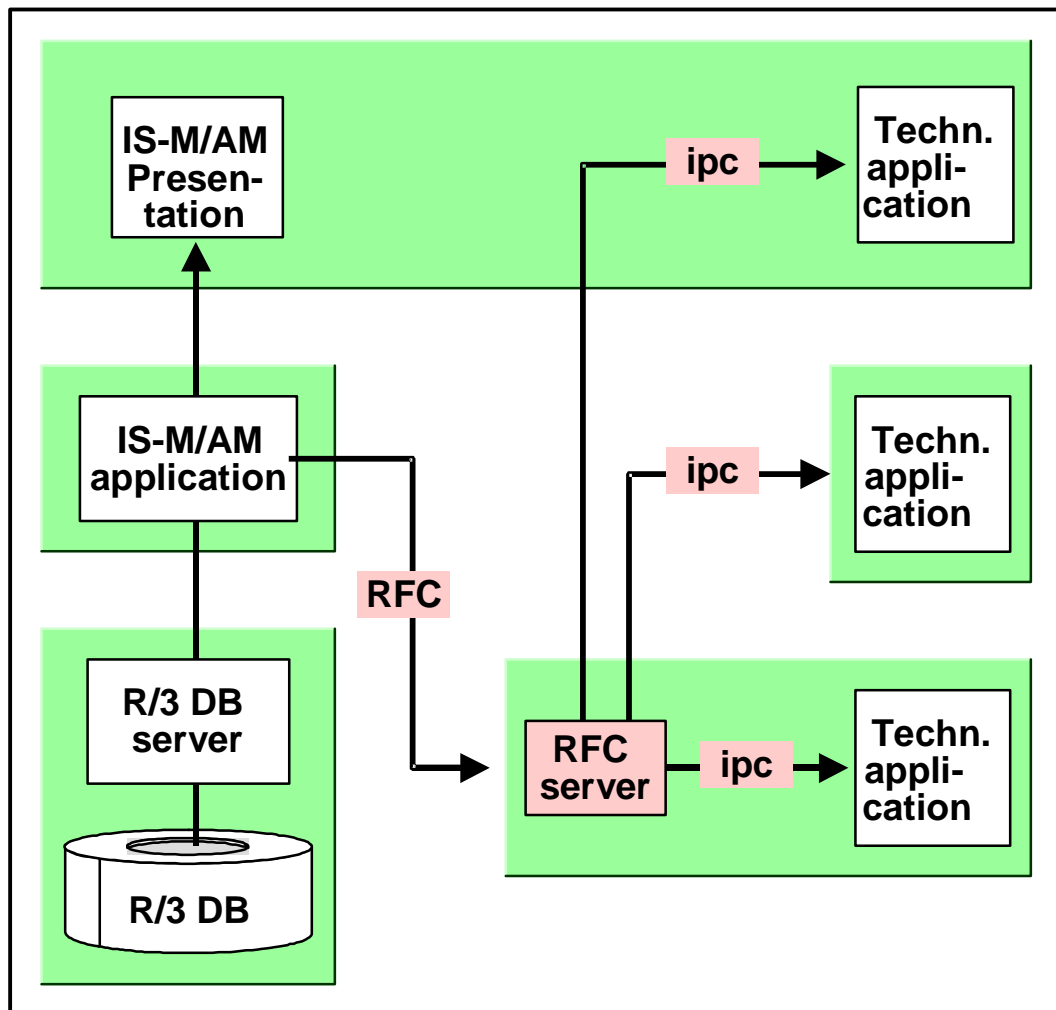 IS-M/AM
Presen-
tation
ipc
Techn.
appli-
cation
IS-M/AM
application
ipc
Techn.
appli-
cation
RFC
R/3 DB
server
RFC
server
ipc
Techn.
appli-
cation
R/3 DB